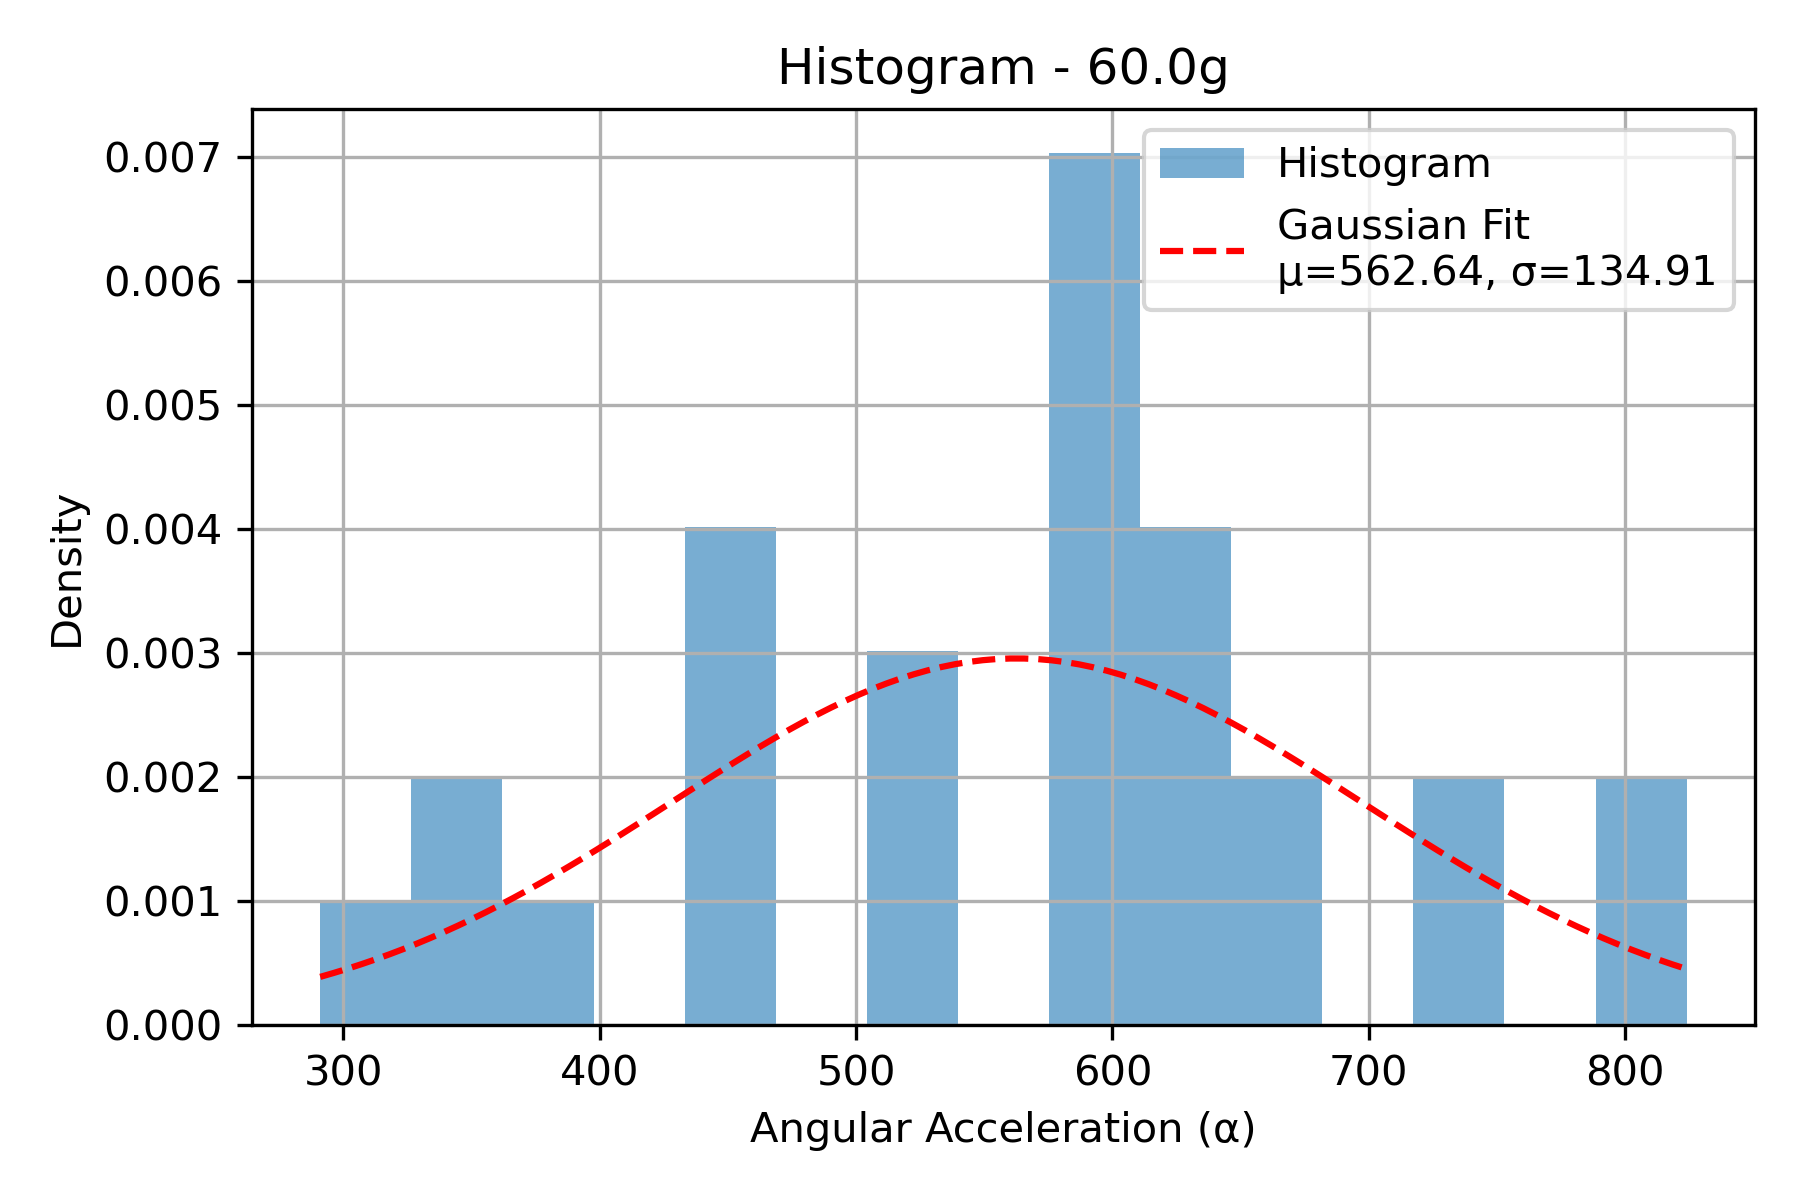 Histogram - 60.0g
Histogram
Gaussian Fit
μ=562.64, σ=134.91
Density
0.007
0.006
0.005
0.004
0.003
0.002
0.001
0.000
300 400 500 600 700 800
Angular Acceleration (α)